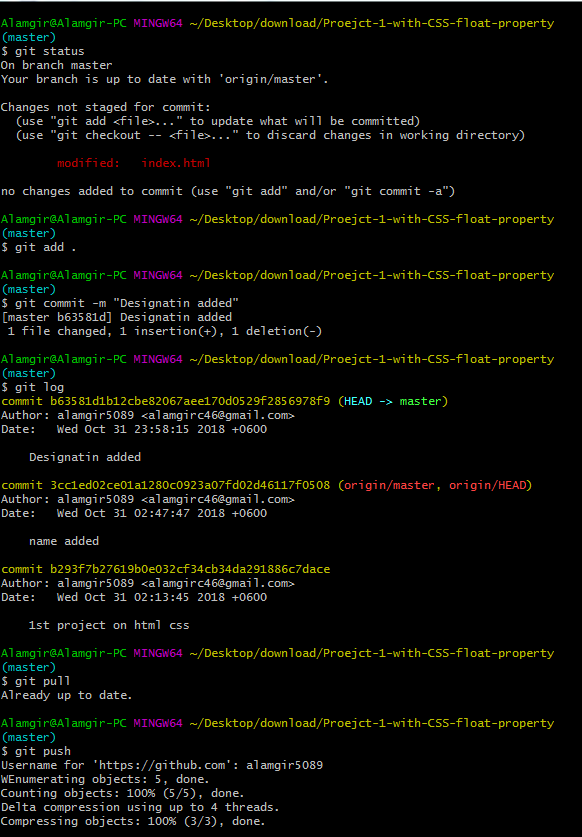 Alamgir@Alamgir-PC MINGW64 ~/Desktop/download/Proejct-1-with-CSS-float-property
(master)
$ git status
On branch master
Your branch is up to date with 'origin/master'.
Changes not staged for commit:
(use "git add <file>..." to update what will be committed)
(use "git checkout -- <file>..." to discard changes in working directory)
modified: index.html
no changes added to commit (use "git add" and/or "git commit -a")
Alamgir@Alamgir-PC MINGW64 ~/Desktop/download/Proejct-1-with-CSS-float-property
(master)
$ git add .
Alamgir@Alamgir-PC MINGW64 ~/Desktop/download/Proejct-1-with-CSS-float-property
(master)
$ git commit -m "Designatin added"
[master b63581d] Designatin added
1 file changed, 1 insertion(+), 1 deletion(-)
Alamgir@Alamgir-PC MINGW64 ~/Desktop/download/Proejct-1-with-CSS-float-property
(master)
$ git log
commit b63581d1b12cbe82067aee170d0529f2856978f9 (HEAD -> master)
Author: alamgir5089 <alamgirc46@gmail.com>
Date: Wed Oct 31 23:58:15 2018 +0600
Designatin added
commit 3cc1ed02ce01a1280c0923a07fd02d46117f0508 (origin/master, origin/HEAD)
Author: alamgir5089 <alamgirc46@gmail.com>
Date: Wed Oct 31 02:47:47 2018 +0600
name added
commit b293f7b27619b0e032cf34cb34da291886c7dace
Author: alamgir5089 <alamgirc46@gmail.com>
Date: Wed Oct 31 02:13:45 2018 +0600
1st project on html css
Alamgir@Alamgir-PC MINGW64 ~/Desktop/download/Proejct-1-with-CSS-float-property
(master)
$ git pull
Already up to date.
Alamgir@Alamgir-PC MINGW64 ~/Desktop/download/Proejct-1-with-CSS-float-property
(master)
$ git push
Username for 'https://github.com': alamgir5089
WEnumerating objects: 5, done.
Counting objects: 100% (5/5), done.
Delta compression using up to 4 threads.
Compressing objects: 100% (3/3), done.